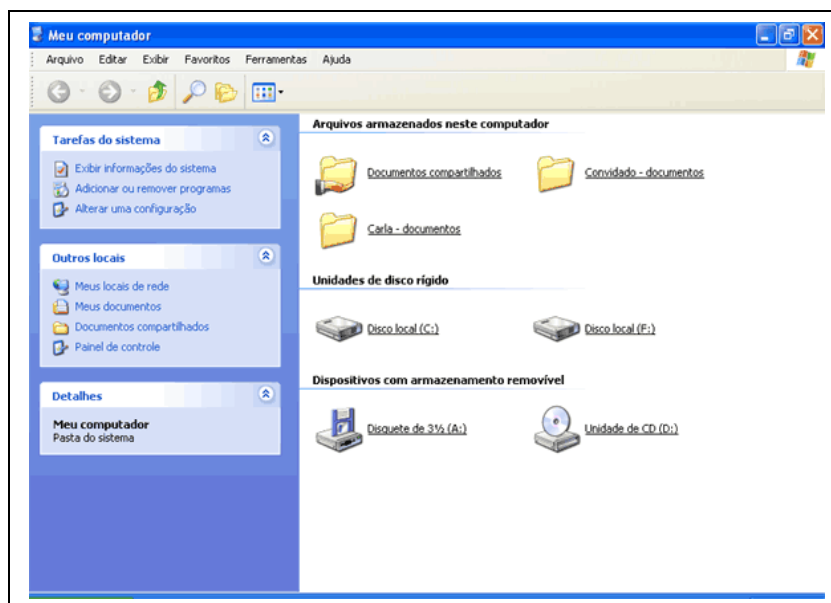 Meu computador
Arquivo Editar Exibir Favoritos Ferramentas Ajuda
Tarefas do sistema
Exibir informações do sistema
Adicionar ou remover programas
Alterar uma configuração
Outros locais
Meus locais de rede
Meus documentos
Documentos compartilhados
Painel de controle
Detalhes
Meu computador
Pasta do sistema
Arquivos armazenados neste computador
Documentos compartilhados
Convidado - documentos
Carla - documentos
Unidades de disco rígido
Disco local (C:)
Disco local (F:)
Dispositivos com armazenamento removível
Disquete de 3½ (A:)
Unidade de CD (D:)